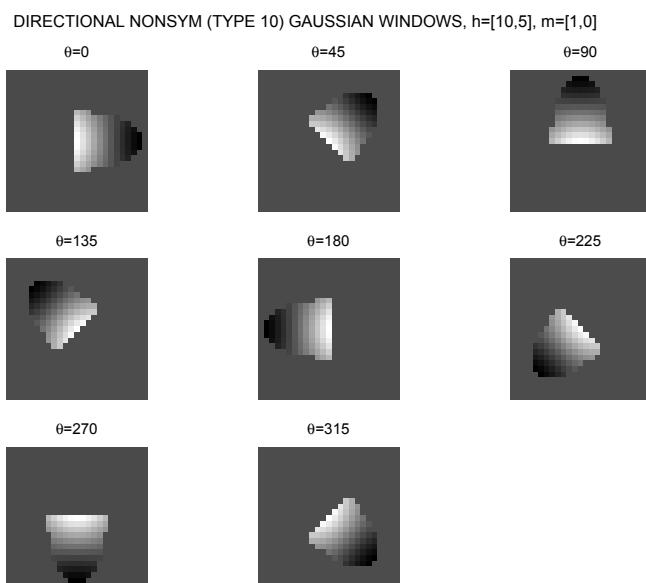 DIRECTIONAL NONSYM (TYPE 10) GAUSSIAN WINDOWS, h=[10,5], m=[1,0]
θ=0 θ=45 θ=90
θ=135 θ=180 θ=225
θ=270 θ=315